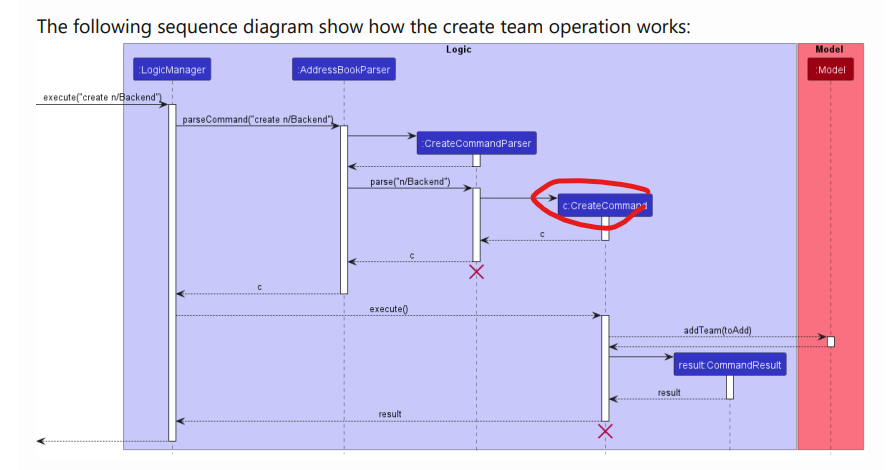 The following sequence diagram show how the create team operation works:
Logic
Model
:LogicManager
:AddressBookParser
:Model
execute("create n/Backend")
parseCommand("create n/Backend")
:CreateCommandParser
parse("n/Backend")
c:CreateCommand
c
c
c
execute()
addTeam(toAdd)
result:CommandResult
result
result